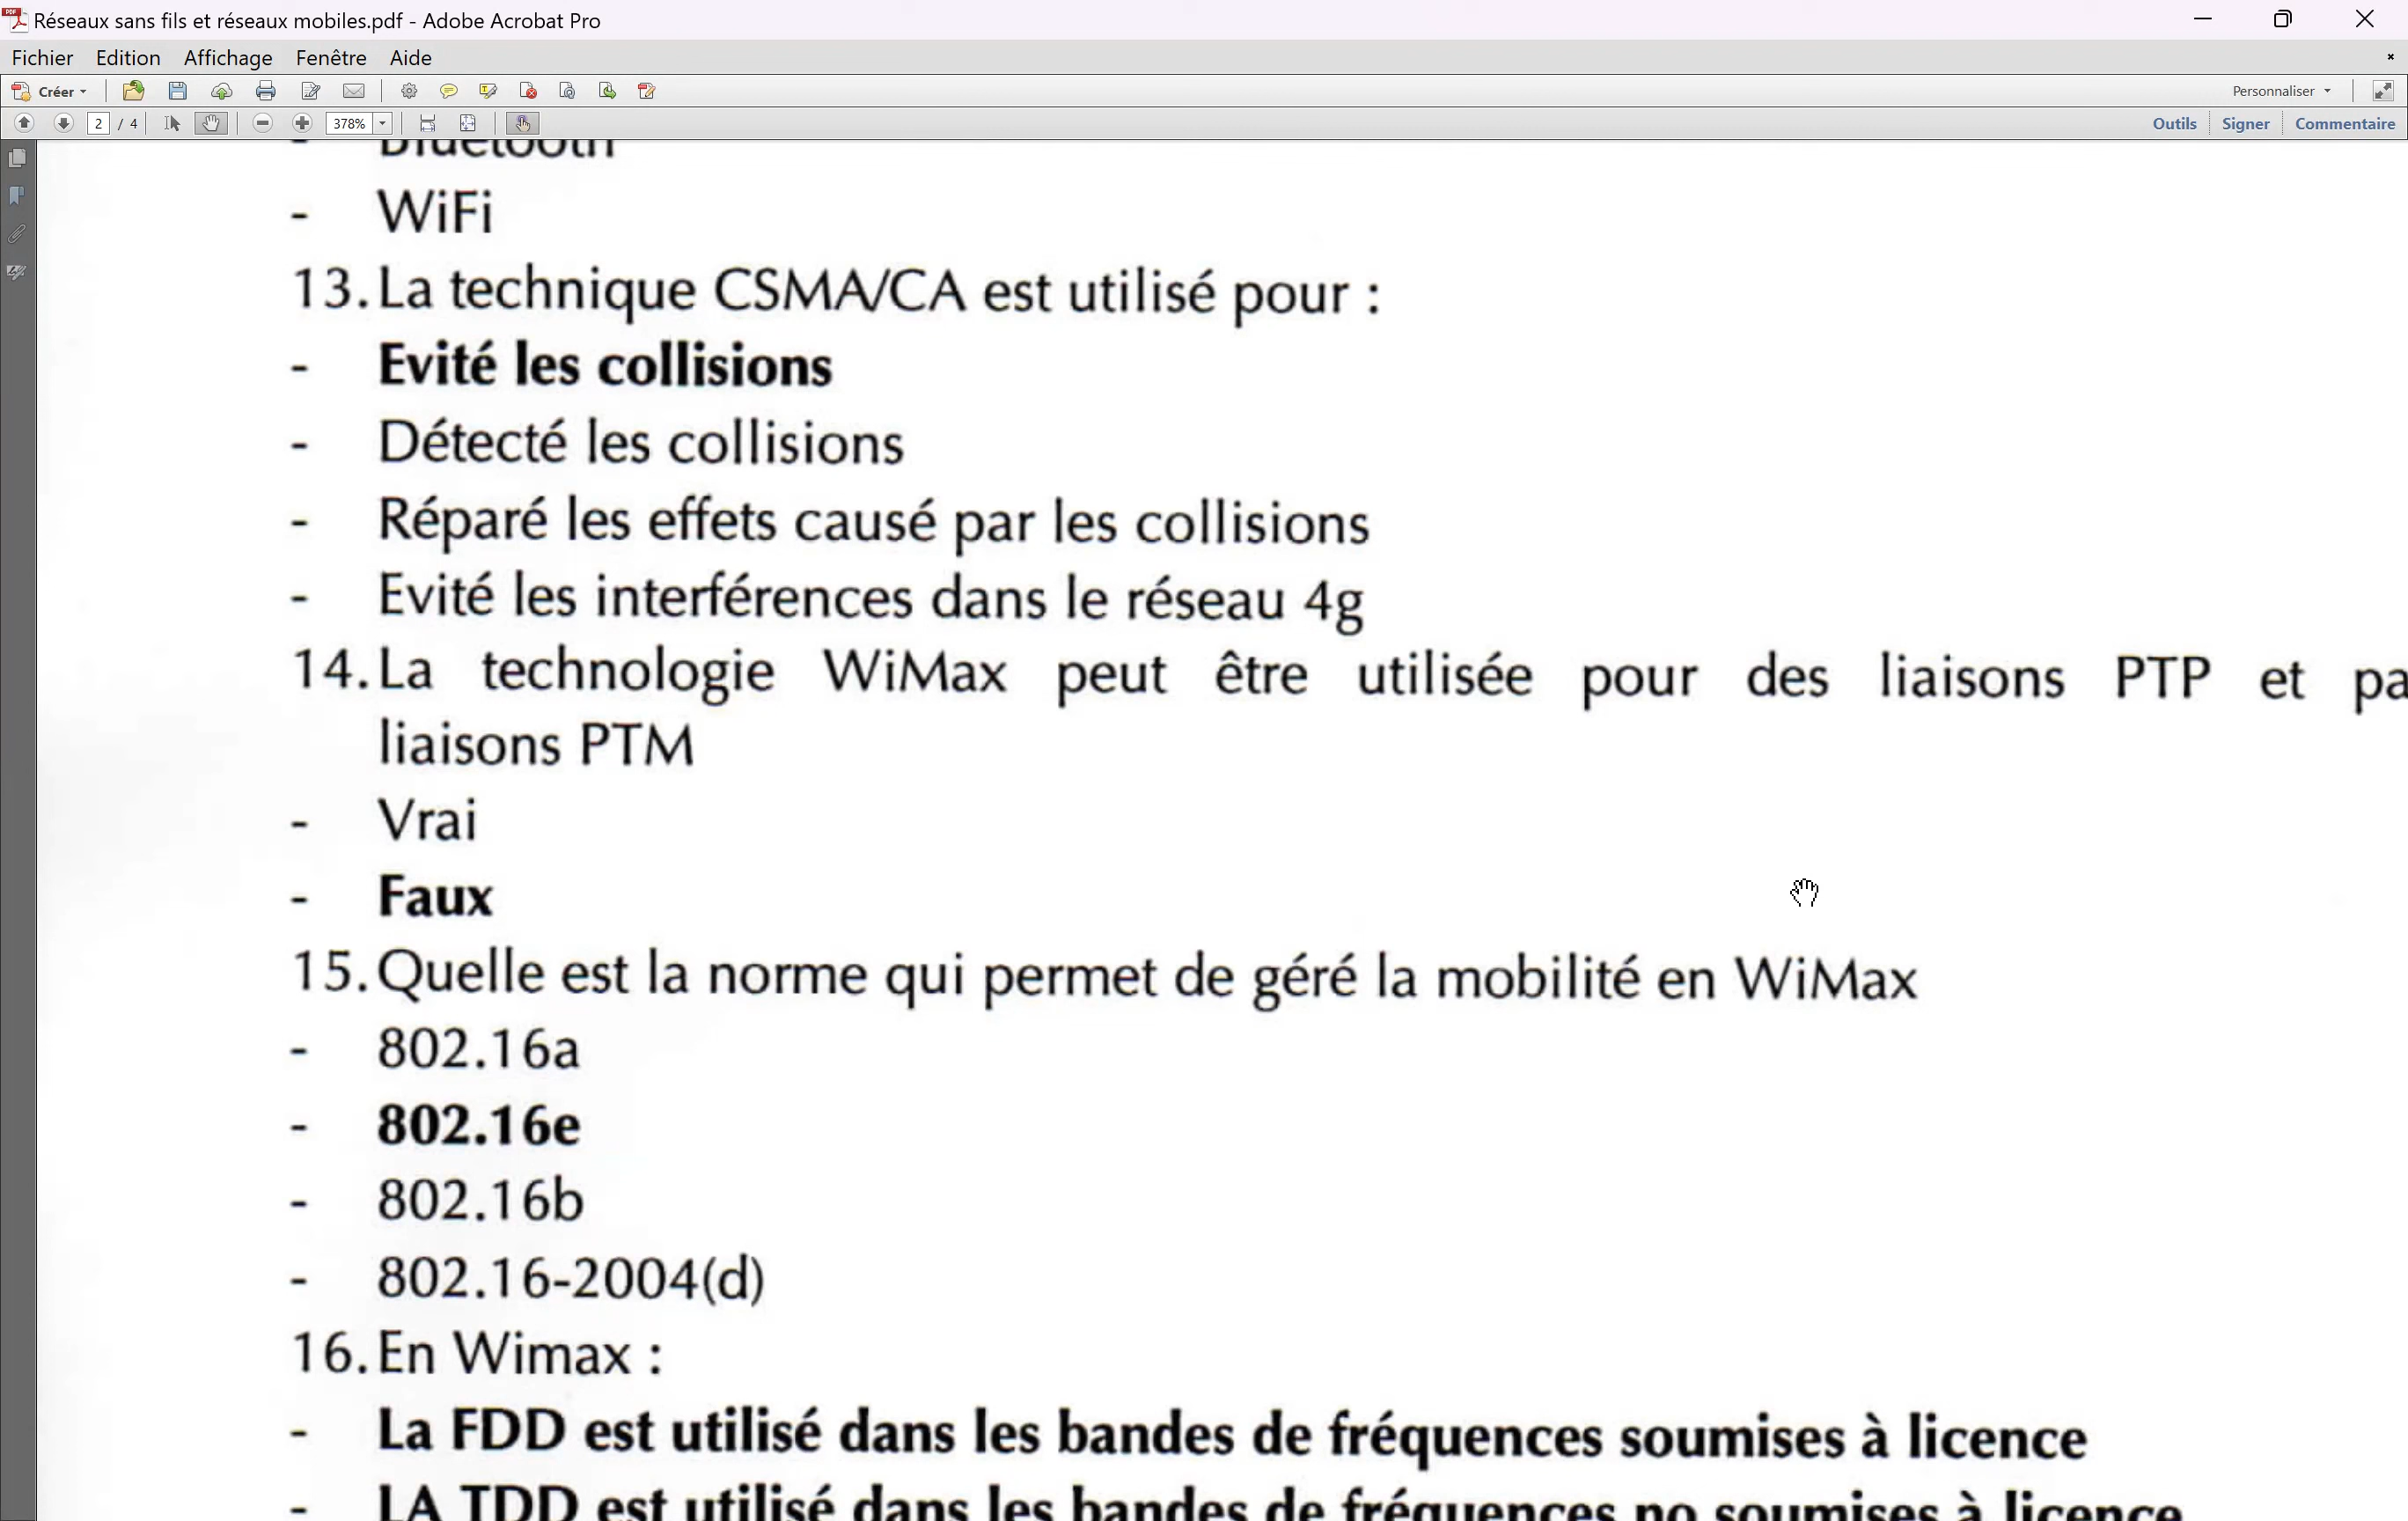 Réseaux sans fils et réseaux mobiles.pdf - Adobe Acrobat Pro
Fichier Edition Affichage Fenêtre Aide
Créer Personnaliser
2 / 4 378% Outils Signer Commentaire
- Bluetooth
- WiFi
13. La technique CSMA/CA est utilisé pour :
- Evité les collisions
- Détecté les collisions
- Réparé les effets causé par les collisions
- Evité les interférences dans le réseau 4g
14. La technologie WiMax peut être utilisée pour des liaisons PTP et pa
liaisons PTM
- Vrai
- Faux
15. Quelle est la norme qui permet de géré la mobilité en WiMax
- 802.16a
- 802.16e
- 802.16b
- 802.16-2004(d)
16. En Wimax :
- La FDD est utilisé dans les bandes de fréquences soumises à licence
- LA TDD est utilisé dans les bandes de fréquences no soumises à licence